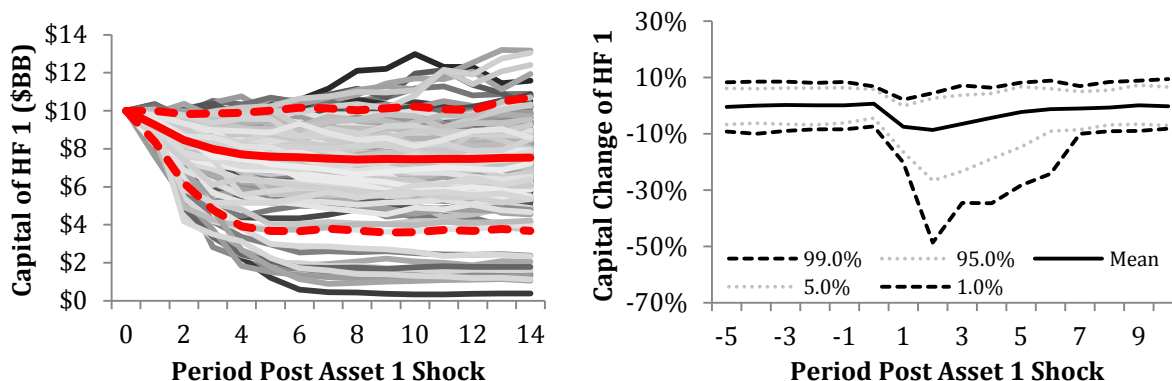 Capital of HF 1 ($BB)
$14
$12
$10
$8
$6
$4
$2
$0
0 2 4 6 8 10 12 14
Period Post Asset 1 Shock
Capital Change of HF 1
30%
10%
-10%
-30%
-50%
-70%
99.0% 95.0% Mean
5.0% 1.0%
-5 -3 -1 1 3 5 7 9
Period Post Asset 1 Shock